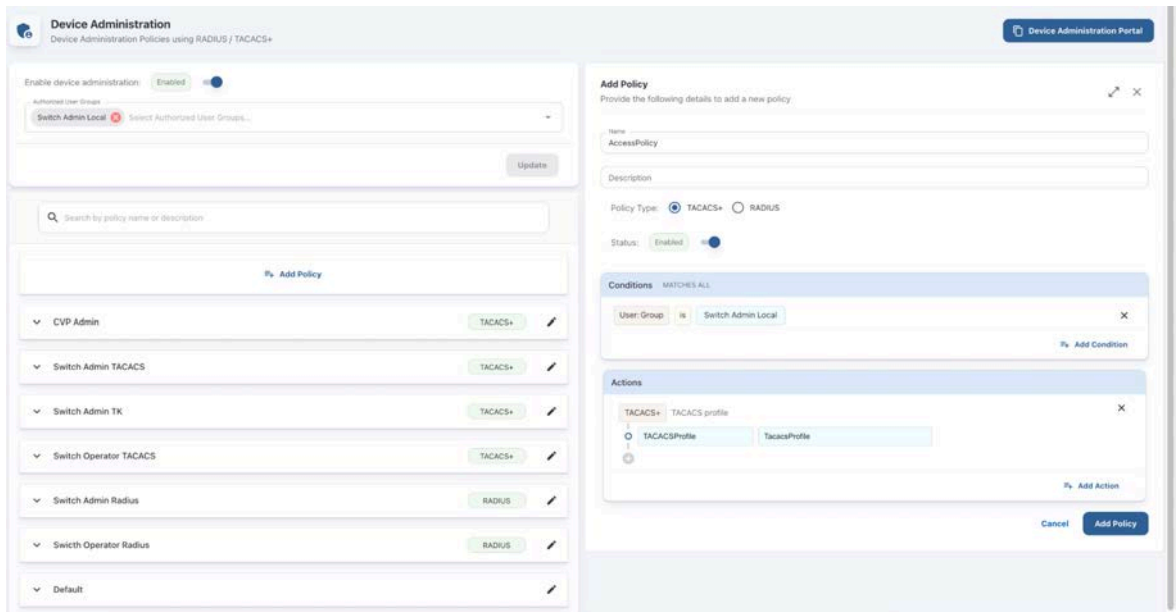 Device Administration
Device Administration Policies using RADIUS / TACACS+
Device Administration Portal
Enable device administration: Enabled
Authorized User Groups
Switch Admin Local Select Authorized User Groups...
Update
Search by policy name or description
Add Policy
CVP Admin TACACS+
Switch Admin TACACS TACACS+
Switch Admin TK TACACS+
Switch Operator TACACS TACACS+
Switch Admin Radius RADIUS
Swicth Operator Radius RADIUS
Default
Add Policy
Provide the following details to add a new policy
Name
AccessPolicy
Description
Policy Type: TACACS+ RADIUS
Status: Enabled
Conditions MATCHES ALL
User:Group is Switch Admin Local
Add Condition
Actions
TACACS+ TACACS profile
TACACSProfile TacacsProfile
Add Action
Cancel Add Policy